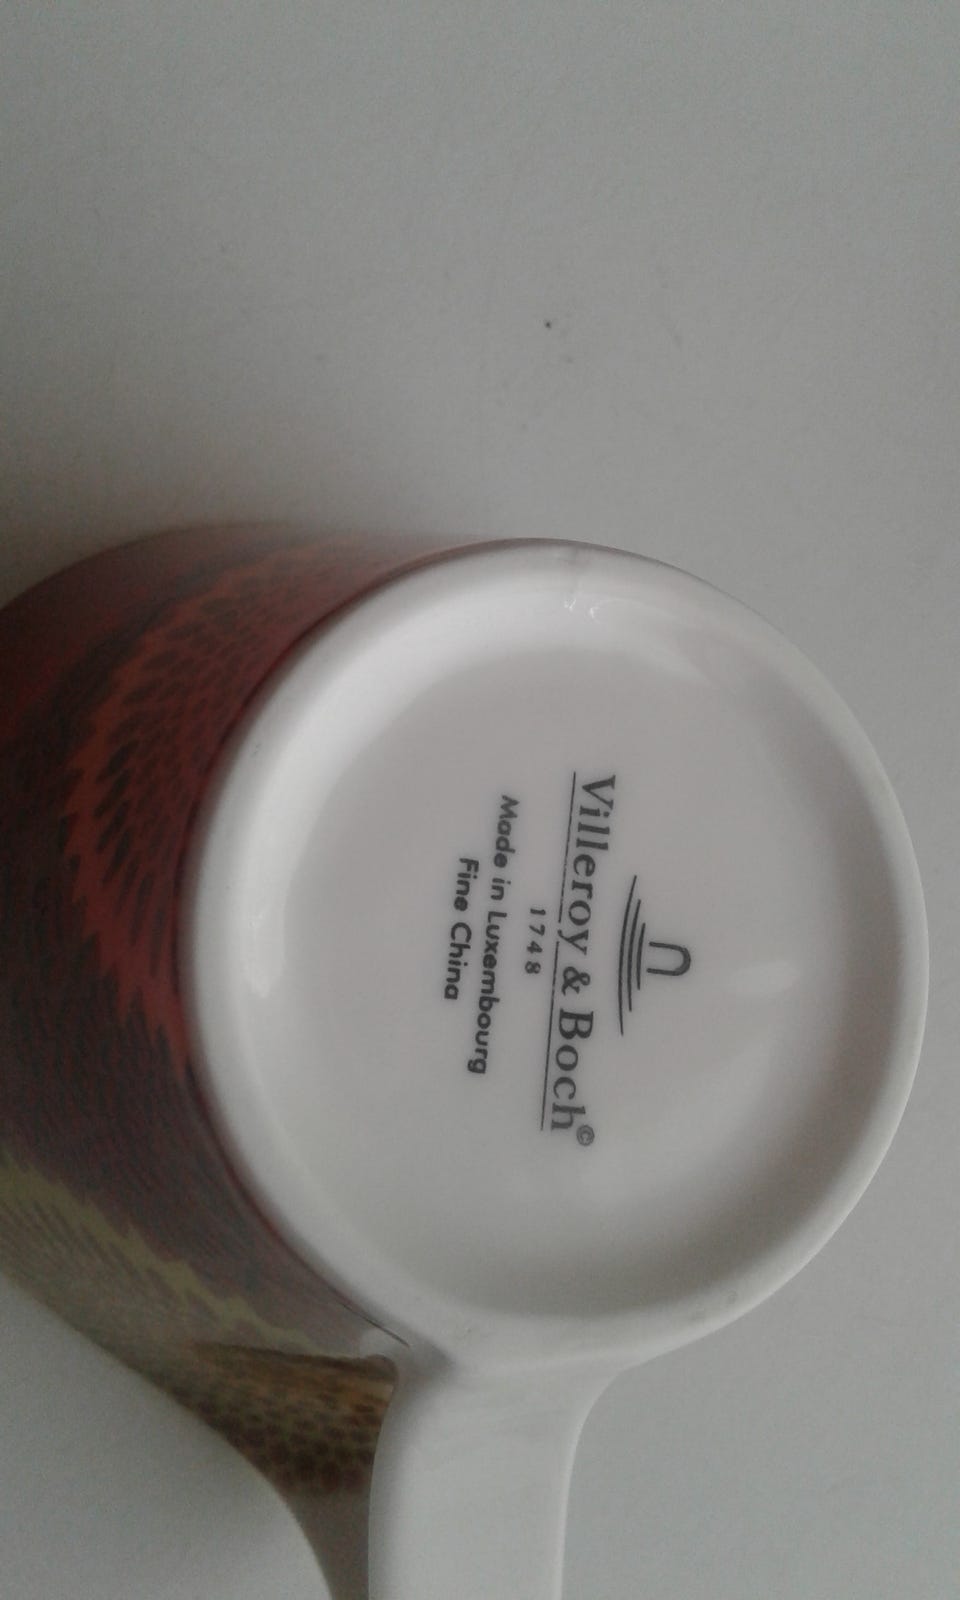 Villeroy & Boch©
1748
Made in Luxembourg
Fine China